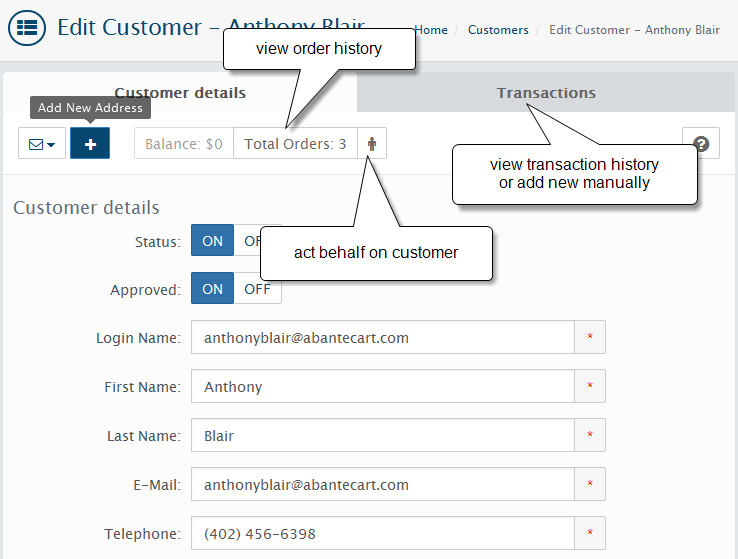 Edit Customer - Anthony Blair
Home / Customers / Edit Customer - Anthony Blair
view order history
Customer details
Transactions
Add New Address
+
Balance: $0
Total Orders: 3
?
view transaction history
or add new manually
Customer details
act behalf on customer
Status:
ON
Approved:
ON OFF
Login Name:
anthonyblair@abantecart.com
*
First Name:
Anthony
*
Last Name:
Blair
*
E-Mail:
anthonyblair@abantecart.com
*
Telephone:
(402) 456-6398
*